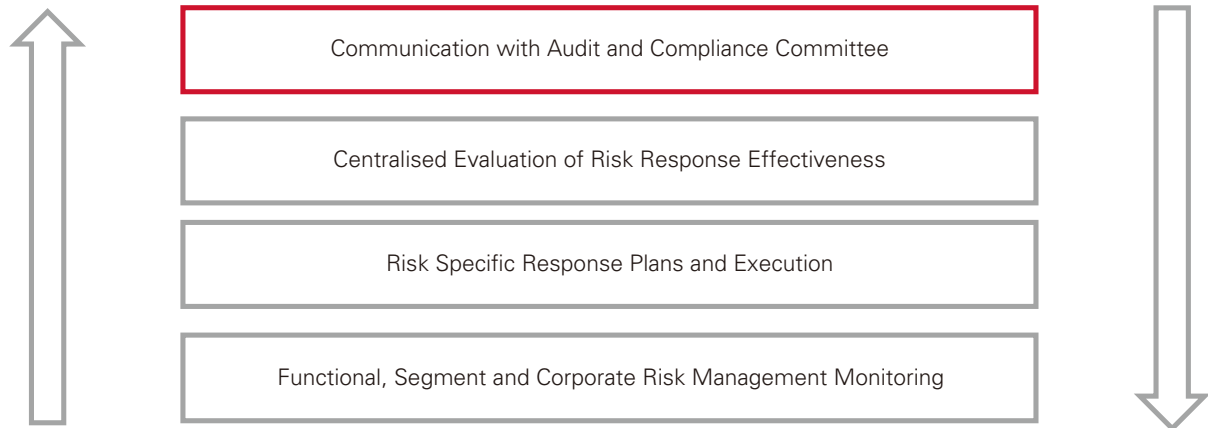 Communication with Audit and Compliance Committee
Centralised Evaluation of Risk Response Effectiveness
Risk Specific Response Plans and Execution
Functional, Segment and Corporate Risk Management Monitoring